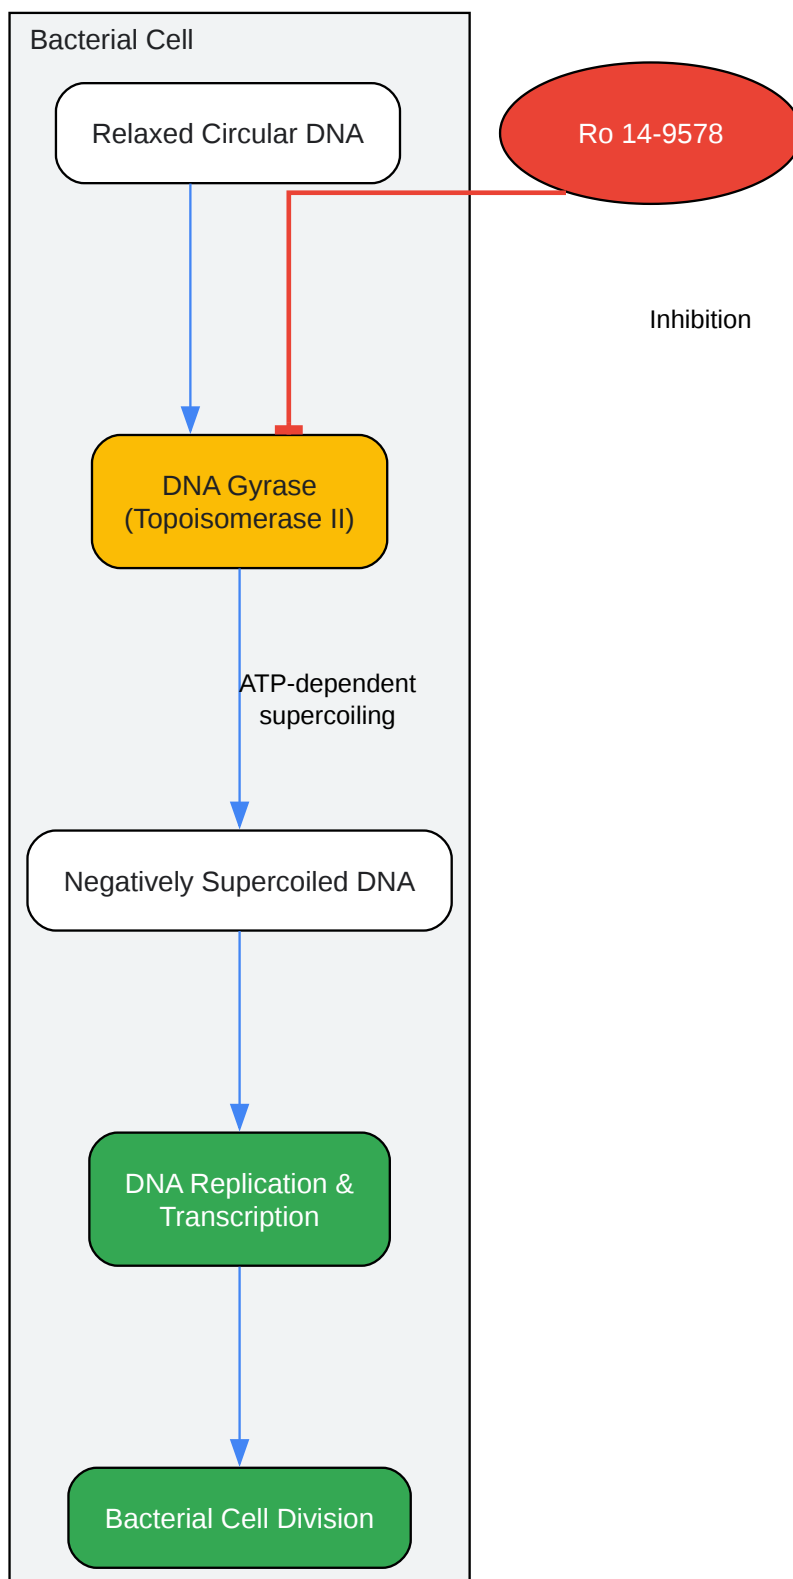 Bacterial Cell
Relaxed Circular DNA
Ro 14-9578
Inhibition
DNA Gyrase
(Topoisomerase II)
ATP-dependent
supercoiling
Negatively Supercoiled DNA
DNA Replication &
Transcription
Bacterial Cell Division